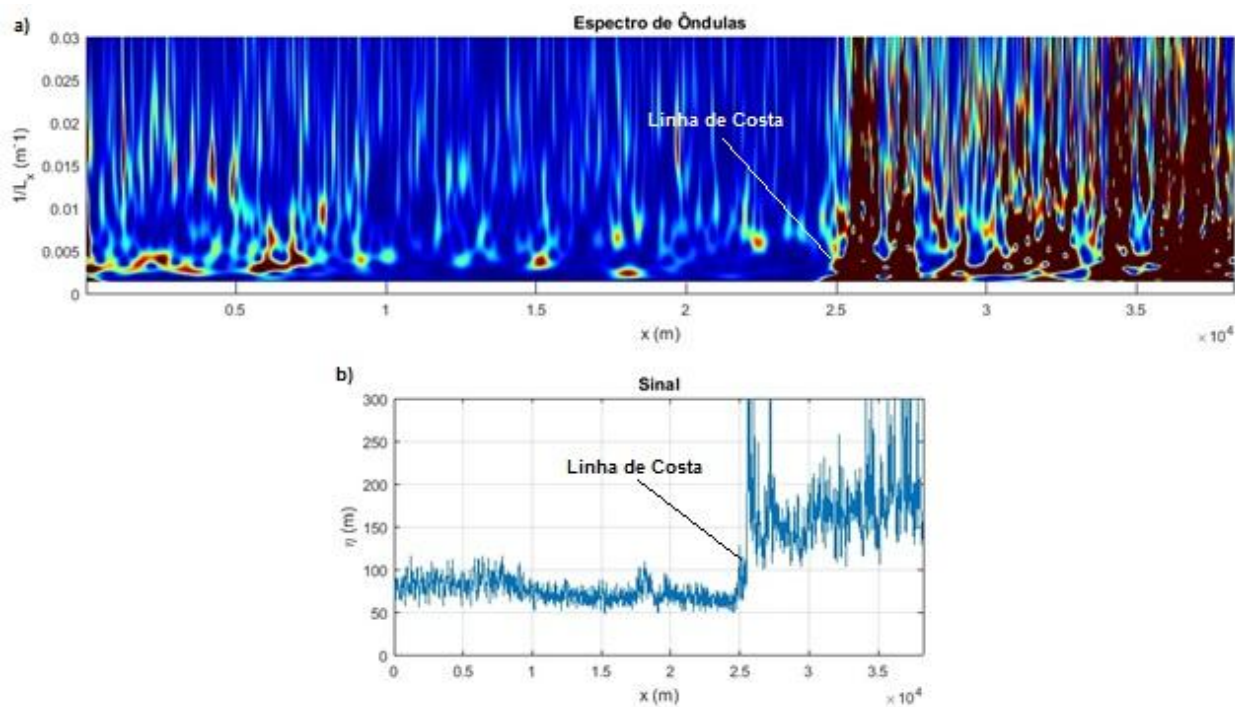 a)
Espectro de Ôndulas
0.03
0.025
0.02
0.015
0.01
0.005
0
1/L_x (m^-1)
Linha de Costa
0.5 1 1.5 2 2.5 3 3.5
x (m)
×10^4
b)
Sinal
300
250
200
150
100
50
0
η (m)
Linha de Costa
0 0.5 1 1.5 2 2.5 3 3.5
x (m)
×10^4